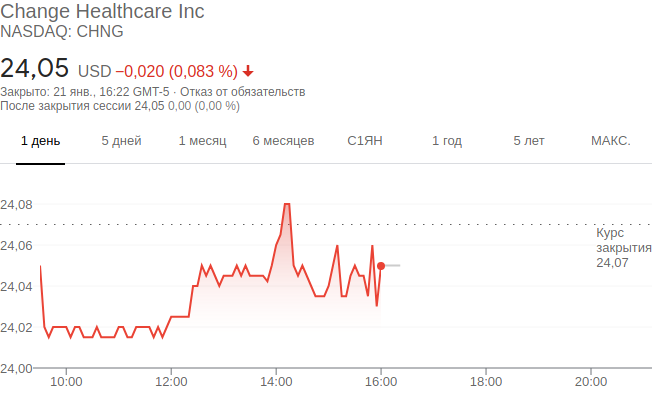 Change Healthcare Inc
NASDAQ: CHNG
24,05 USD −0,020 (0,083 %)
Закрыто: 21 янв., 16:22 GMT-5 · Отказ от обязательств
После закрытия сессии 24,05 0,00 (0,00 %)
1 день 5 дней 1 месяц 6 месяцев С1ЯН 1 год 5 лет МАКС.
24,08
Курс
закрытия
24,07
24,06
24,04
24,02
24,00
10:00 12:00 14:00 16:00 18:00 20:00